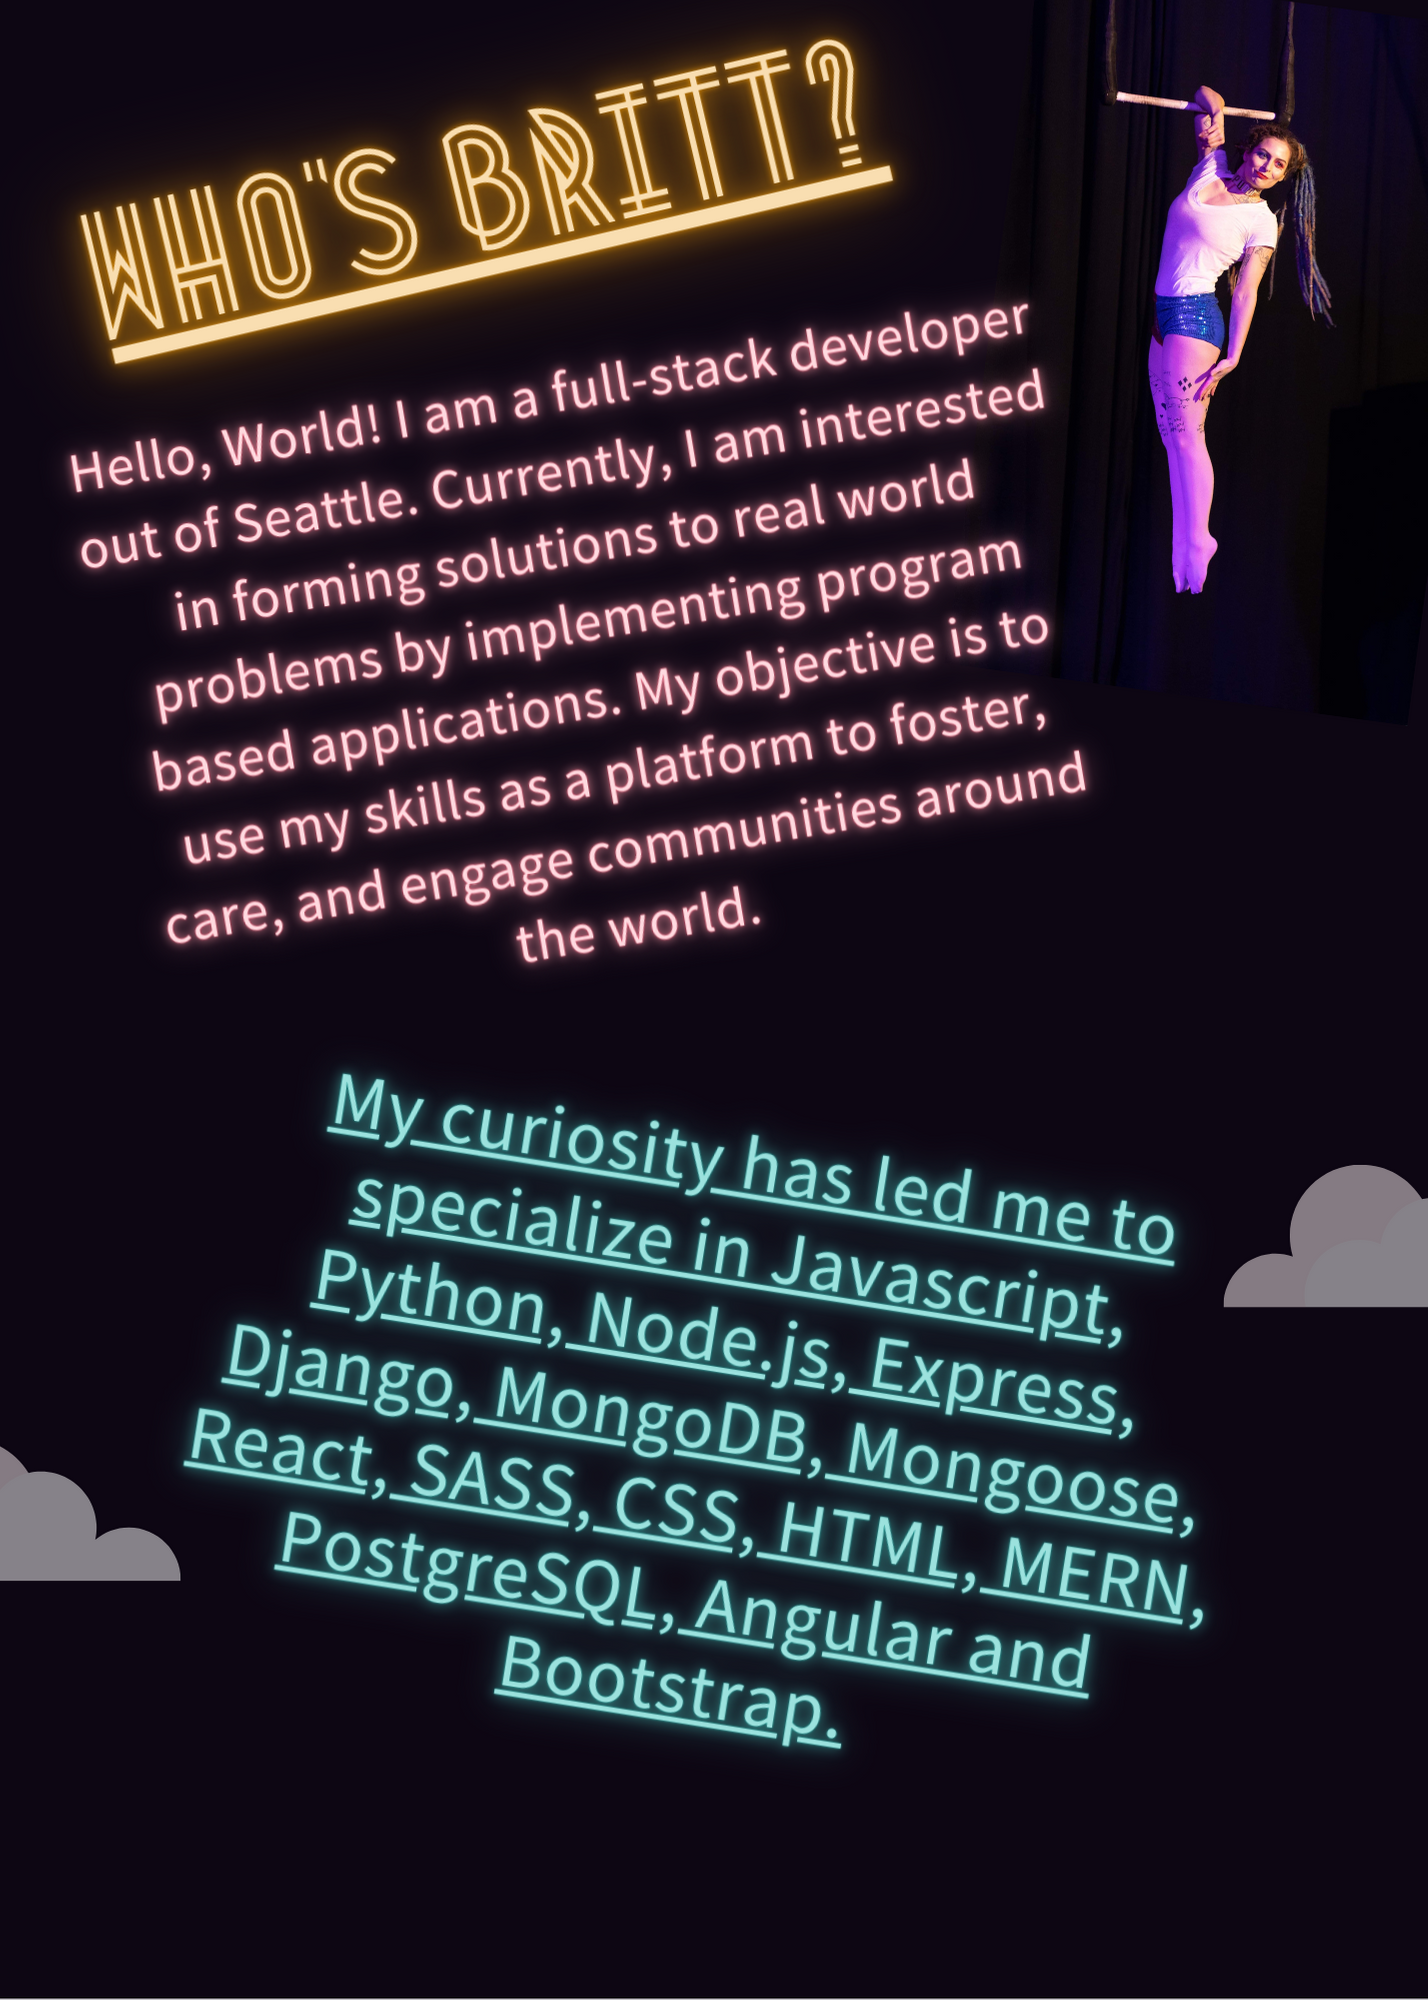 WHO"S BRITT?
Hello, World! I am a full-stack developer
out of Seattle. Currently, I am interested
in forming solutions to real world
problems by implementing program
based applications. My objective is to
use my skills as a platform to foster,
care, and engage communities around
the world.
My curiosity has led me to
specialize in Javascript,
Python, Node.js, Express,
Django, MongoDB, Mongoose,
React, SASS, CSS, HTML, MERN,
PostgreSQL, Angular and
Bootstrap.